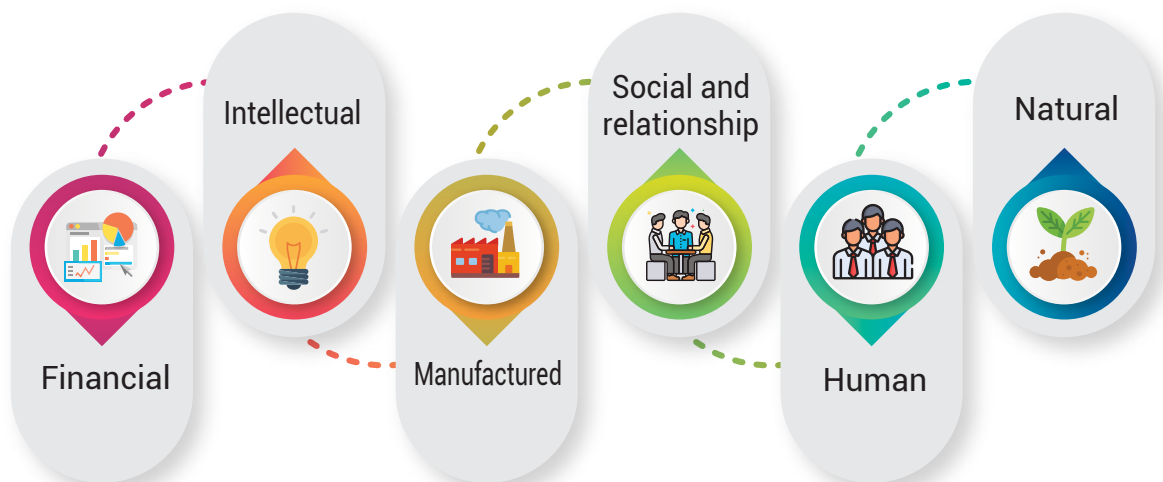 Financial
Intellectual
Manufactured
Social and
relationship
Human
Natural